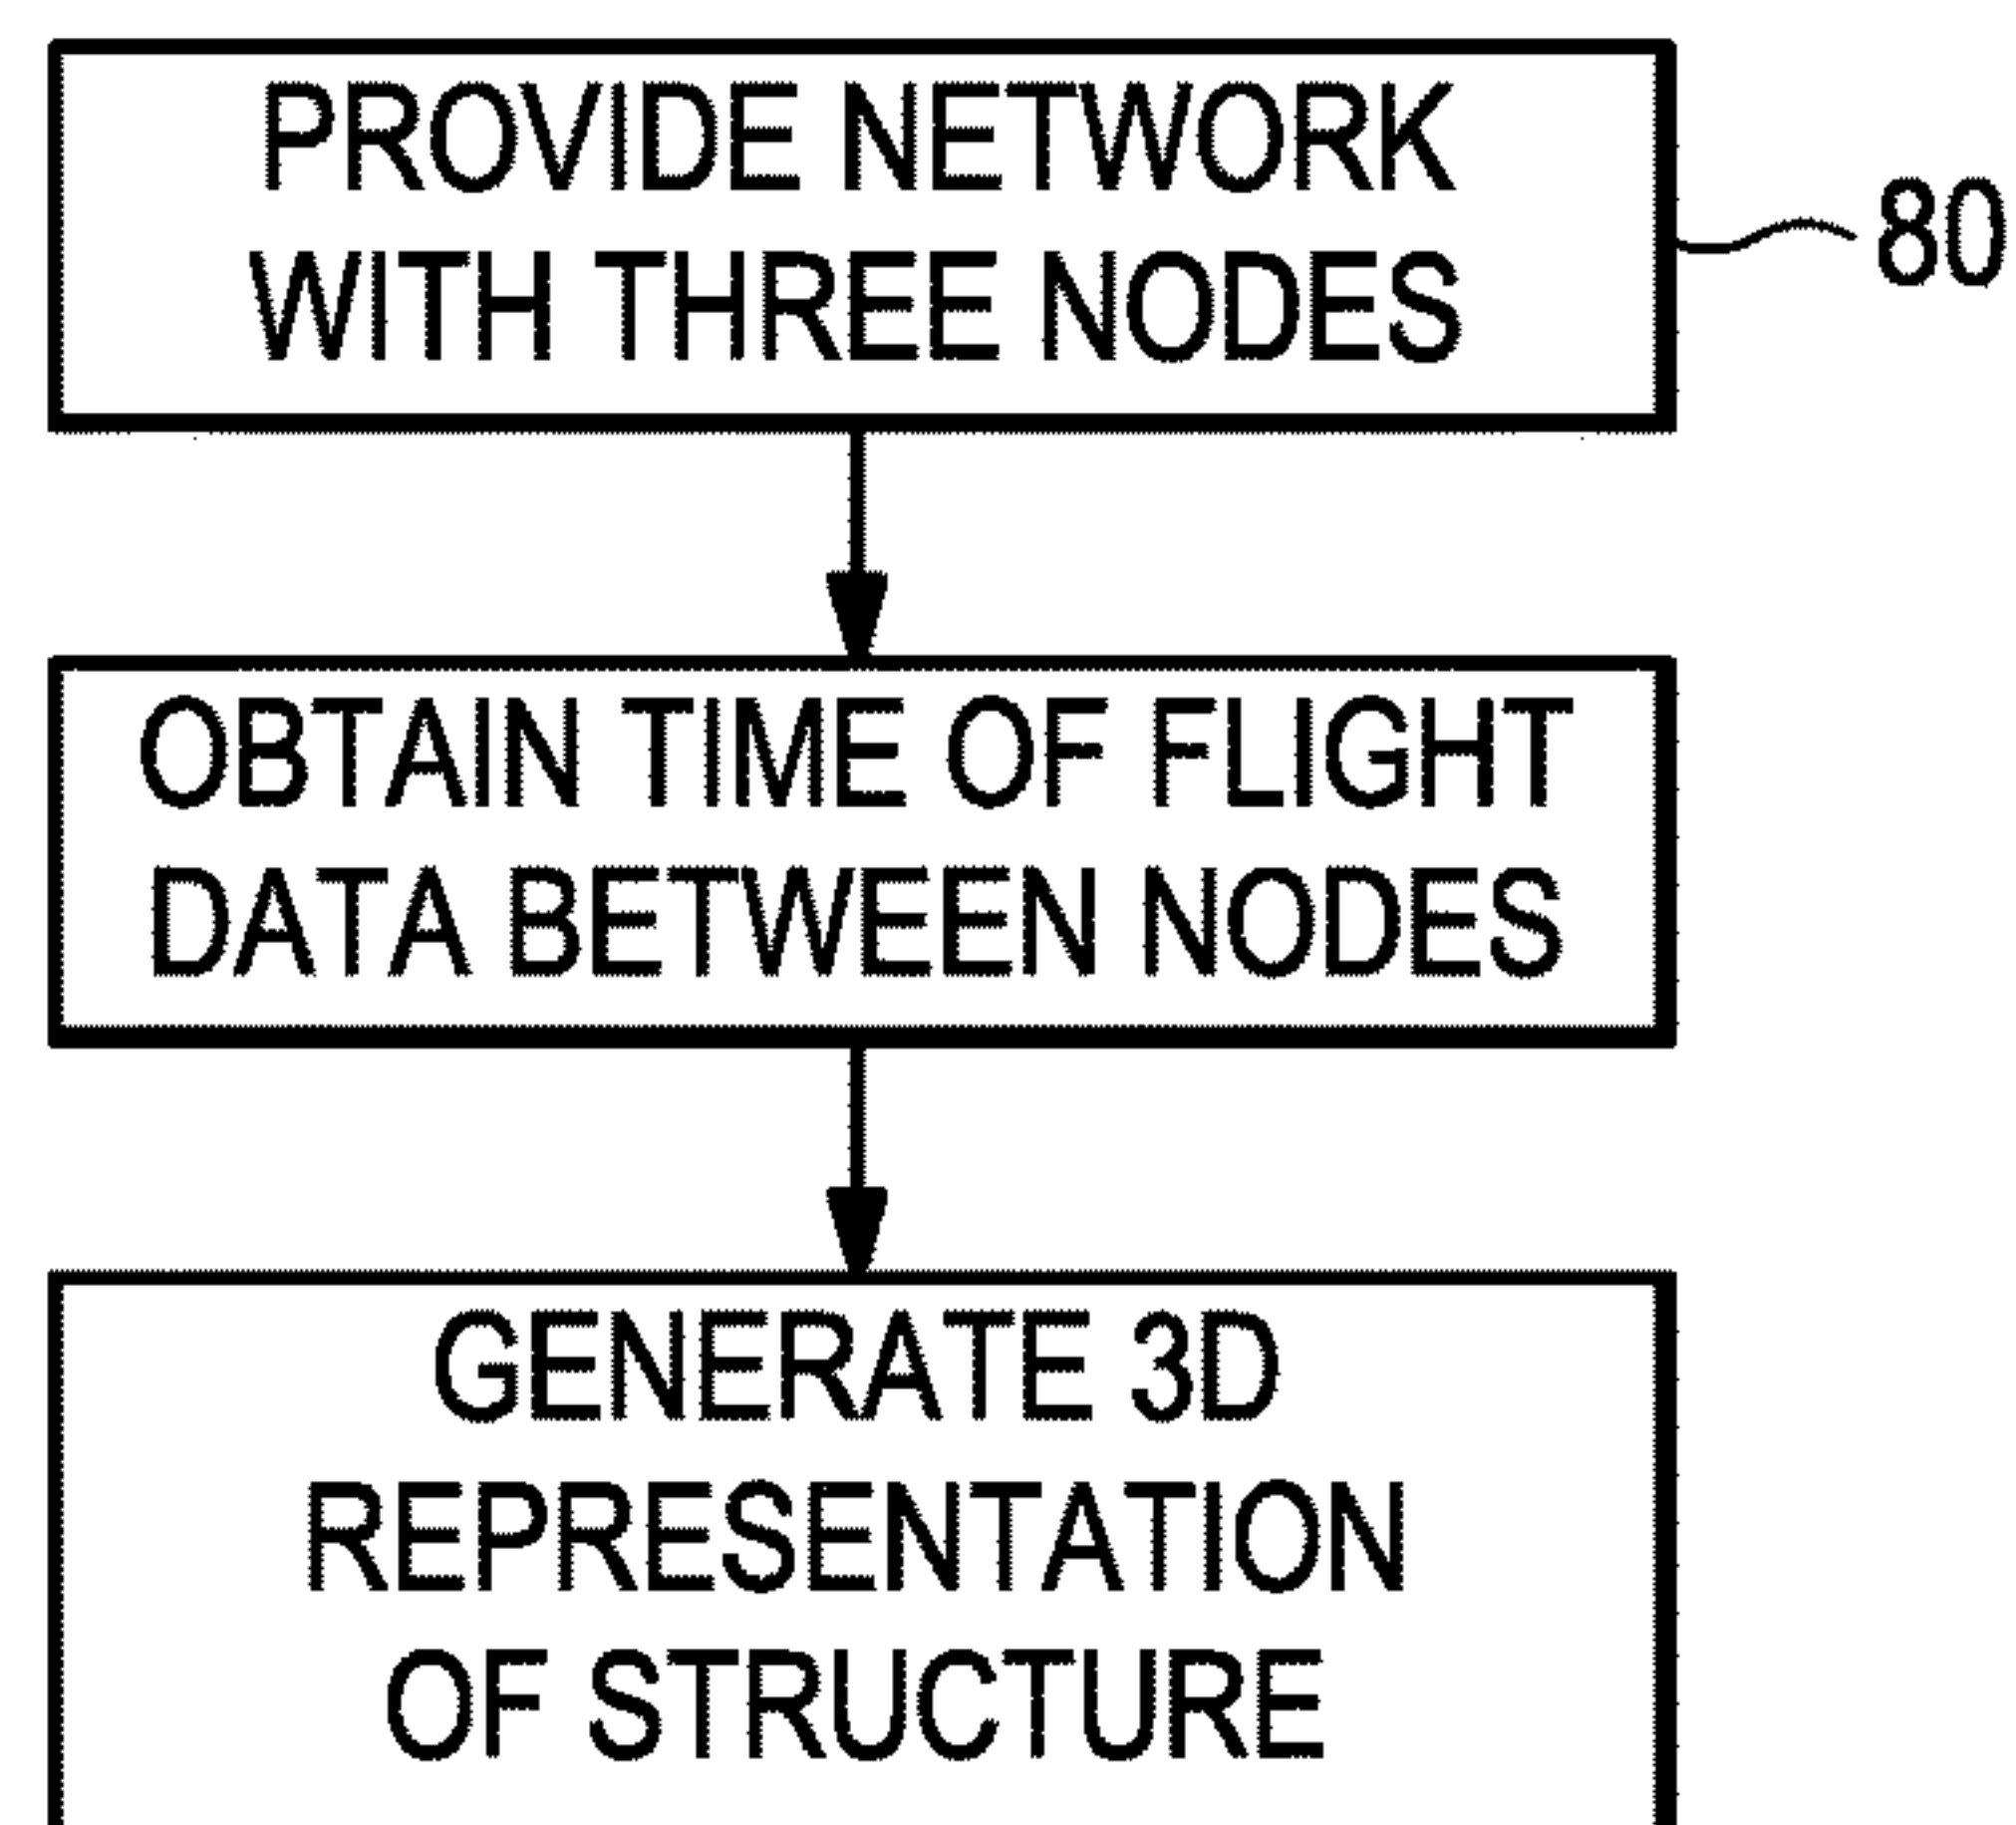 PROVIDE NETWORK
WITH THREE NODES
80
OBTAIN TIME OF FLIGHT
DATA BETWEEN NODES
GENERATE 3D
REPRESENTATION
OF STRUCTURE